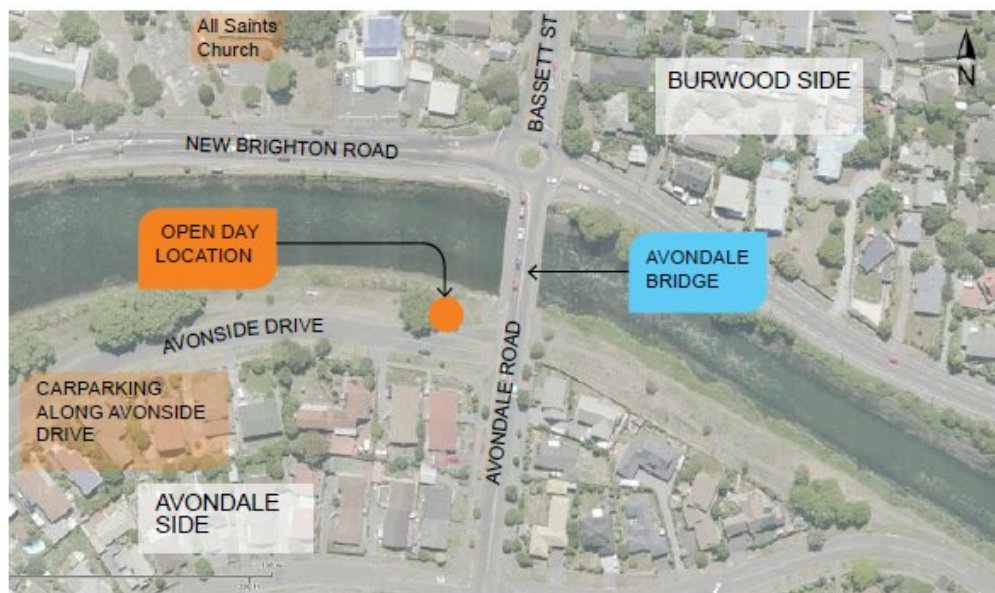 All Saints
Church
BASSETT ST
BURWOOD SIDE
N
NEW BRIGHTON ROAD
OPEN DAY
LOCATION
AVONDALE
BRIDGE
AVONSIDE DRIVE
AVONDALE ROAD
CARPARKING
ALONG AVONSIDE
DRIVE
AVONDALE
SIDE